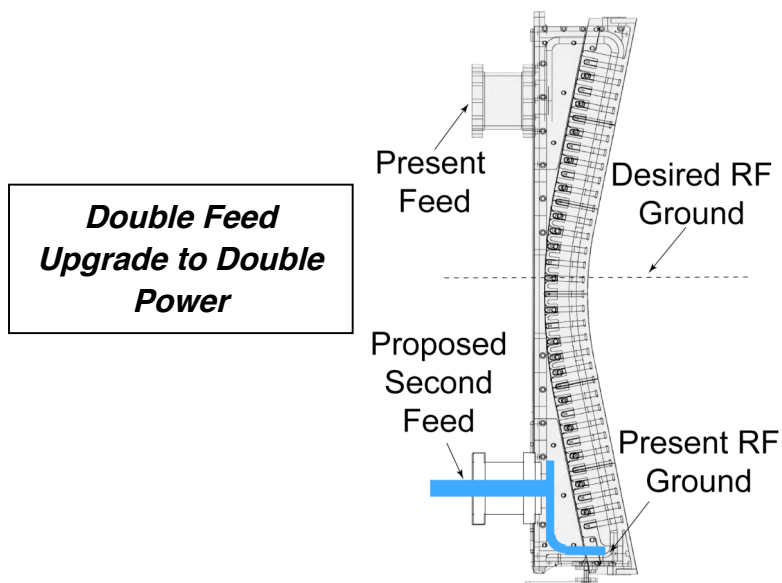 Double Feed
Upgrade to Double
Power
Present
Feed
Desired RF
Ground
Proposed
Second
Feed
Present RF
Ground